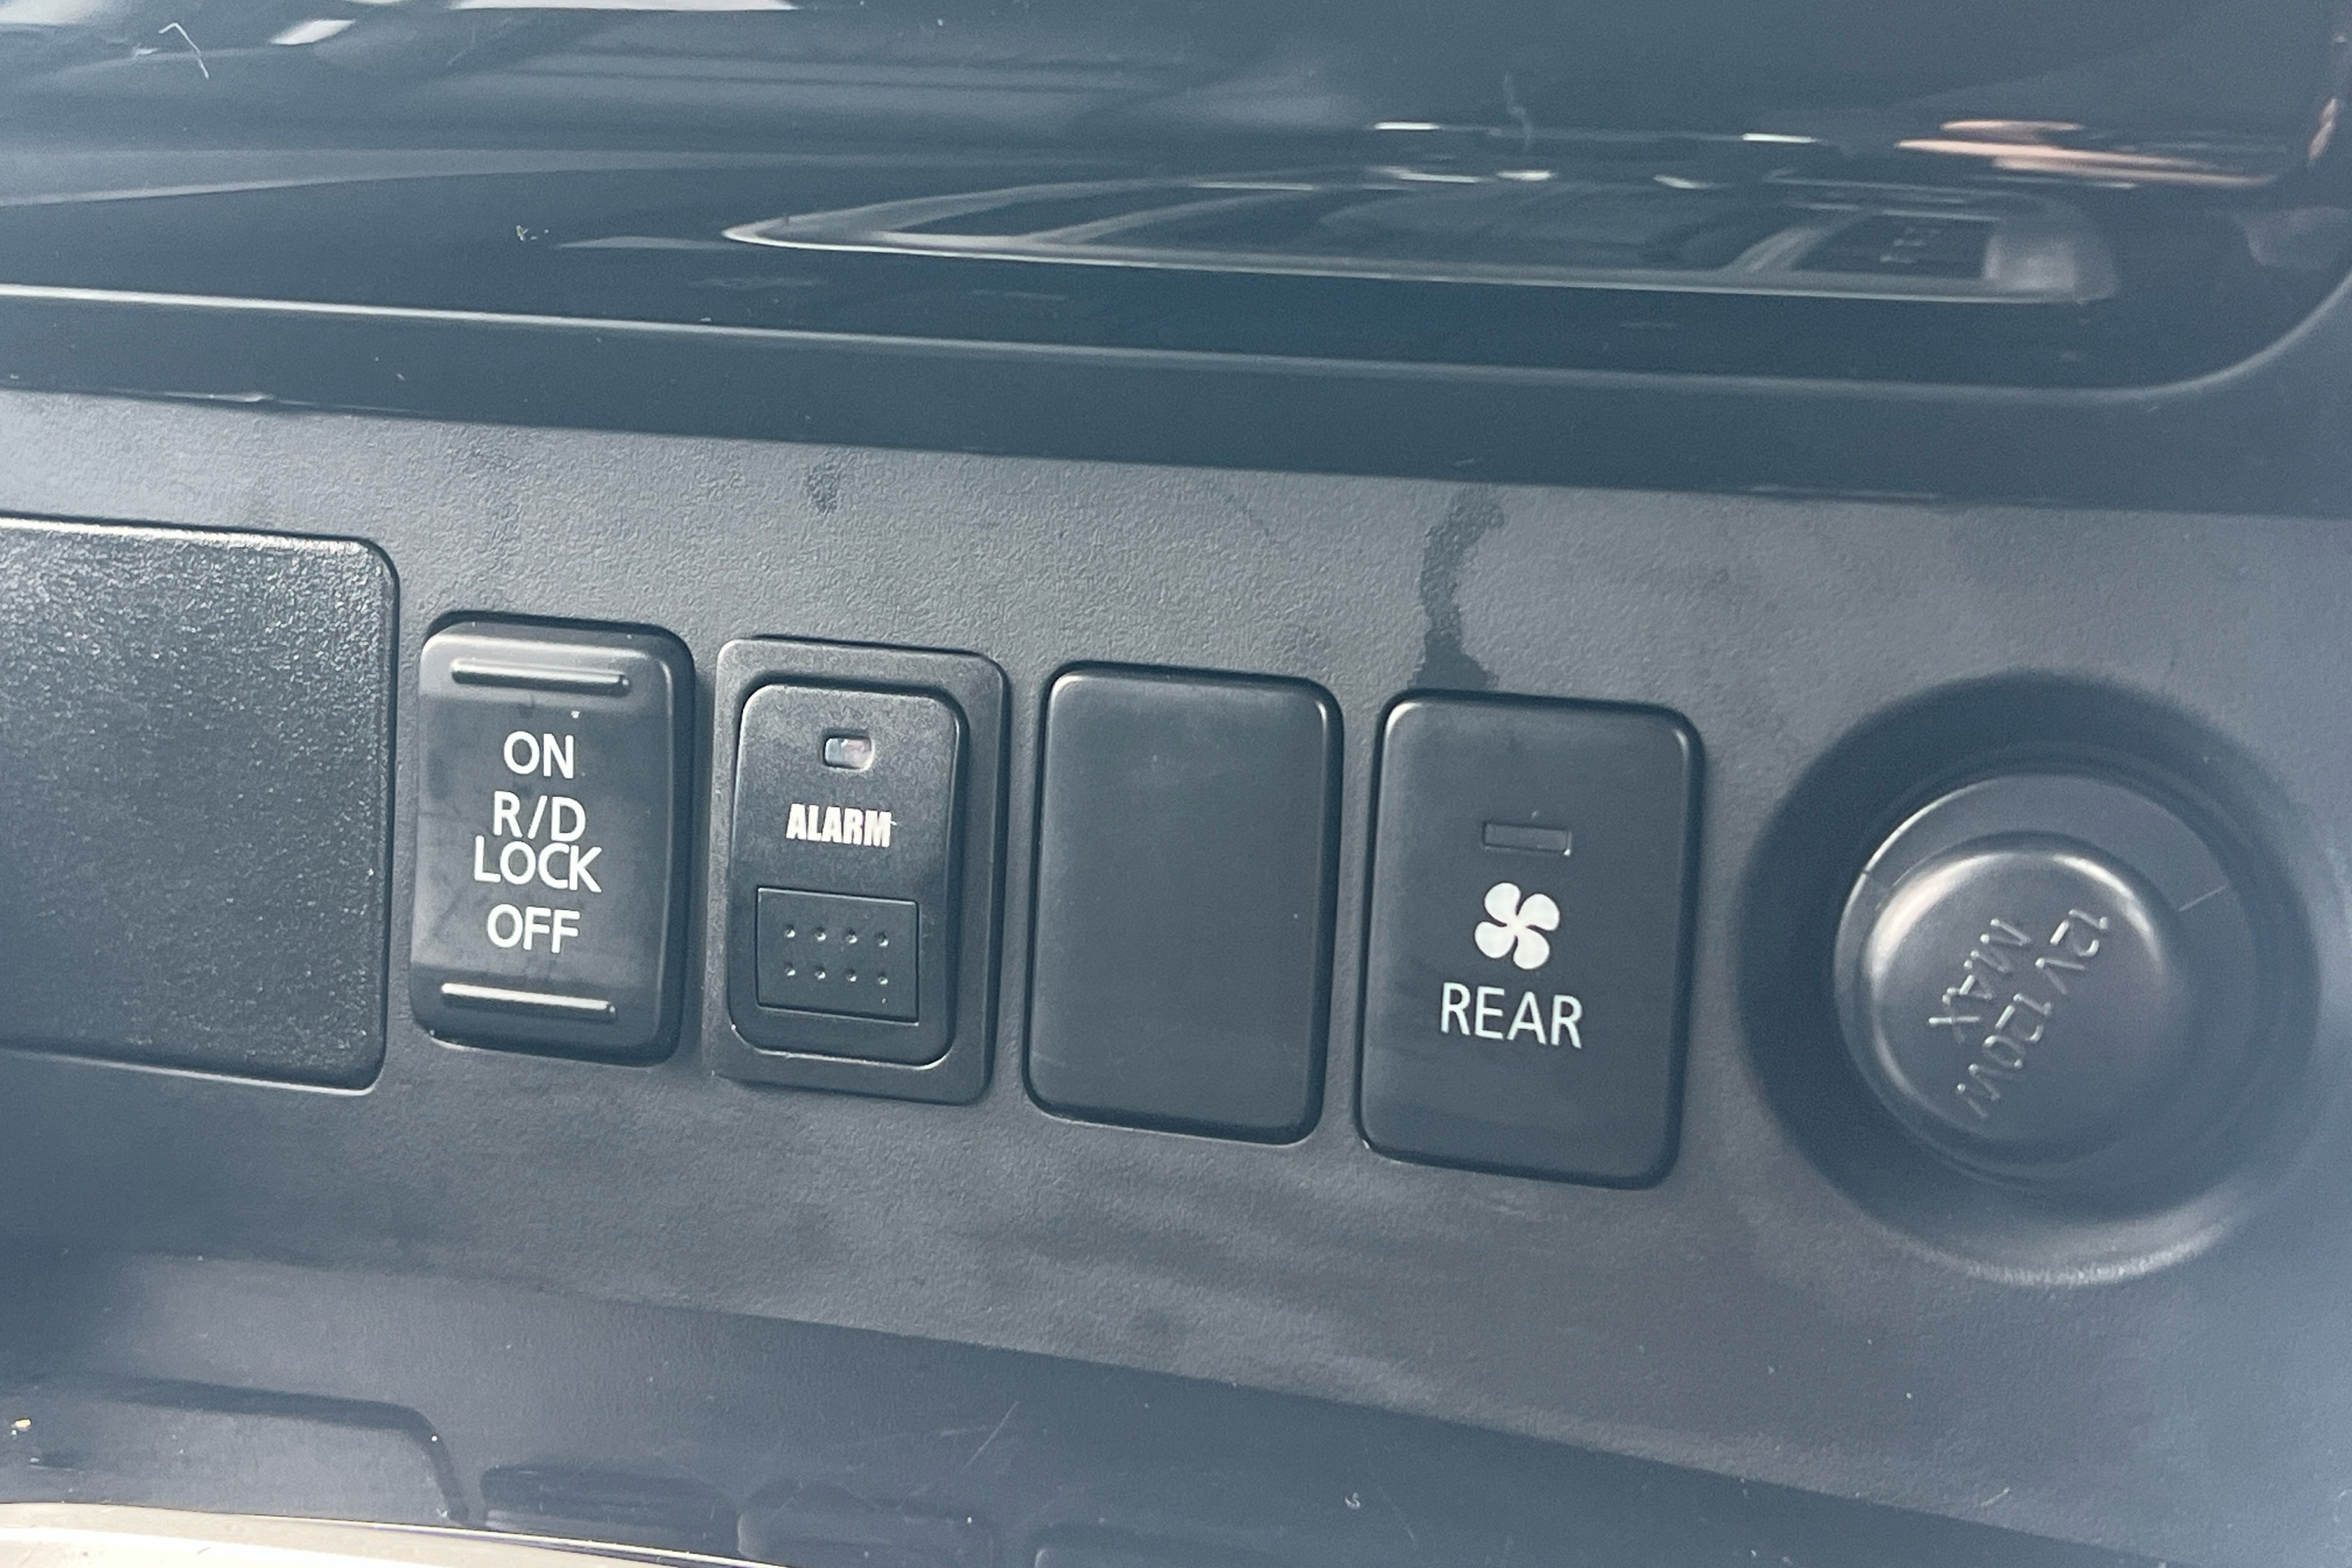 ON
R/D
LOCK
OFF
ALARM
REAR
12V 120W
MAX